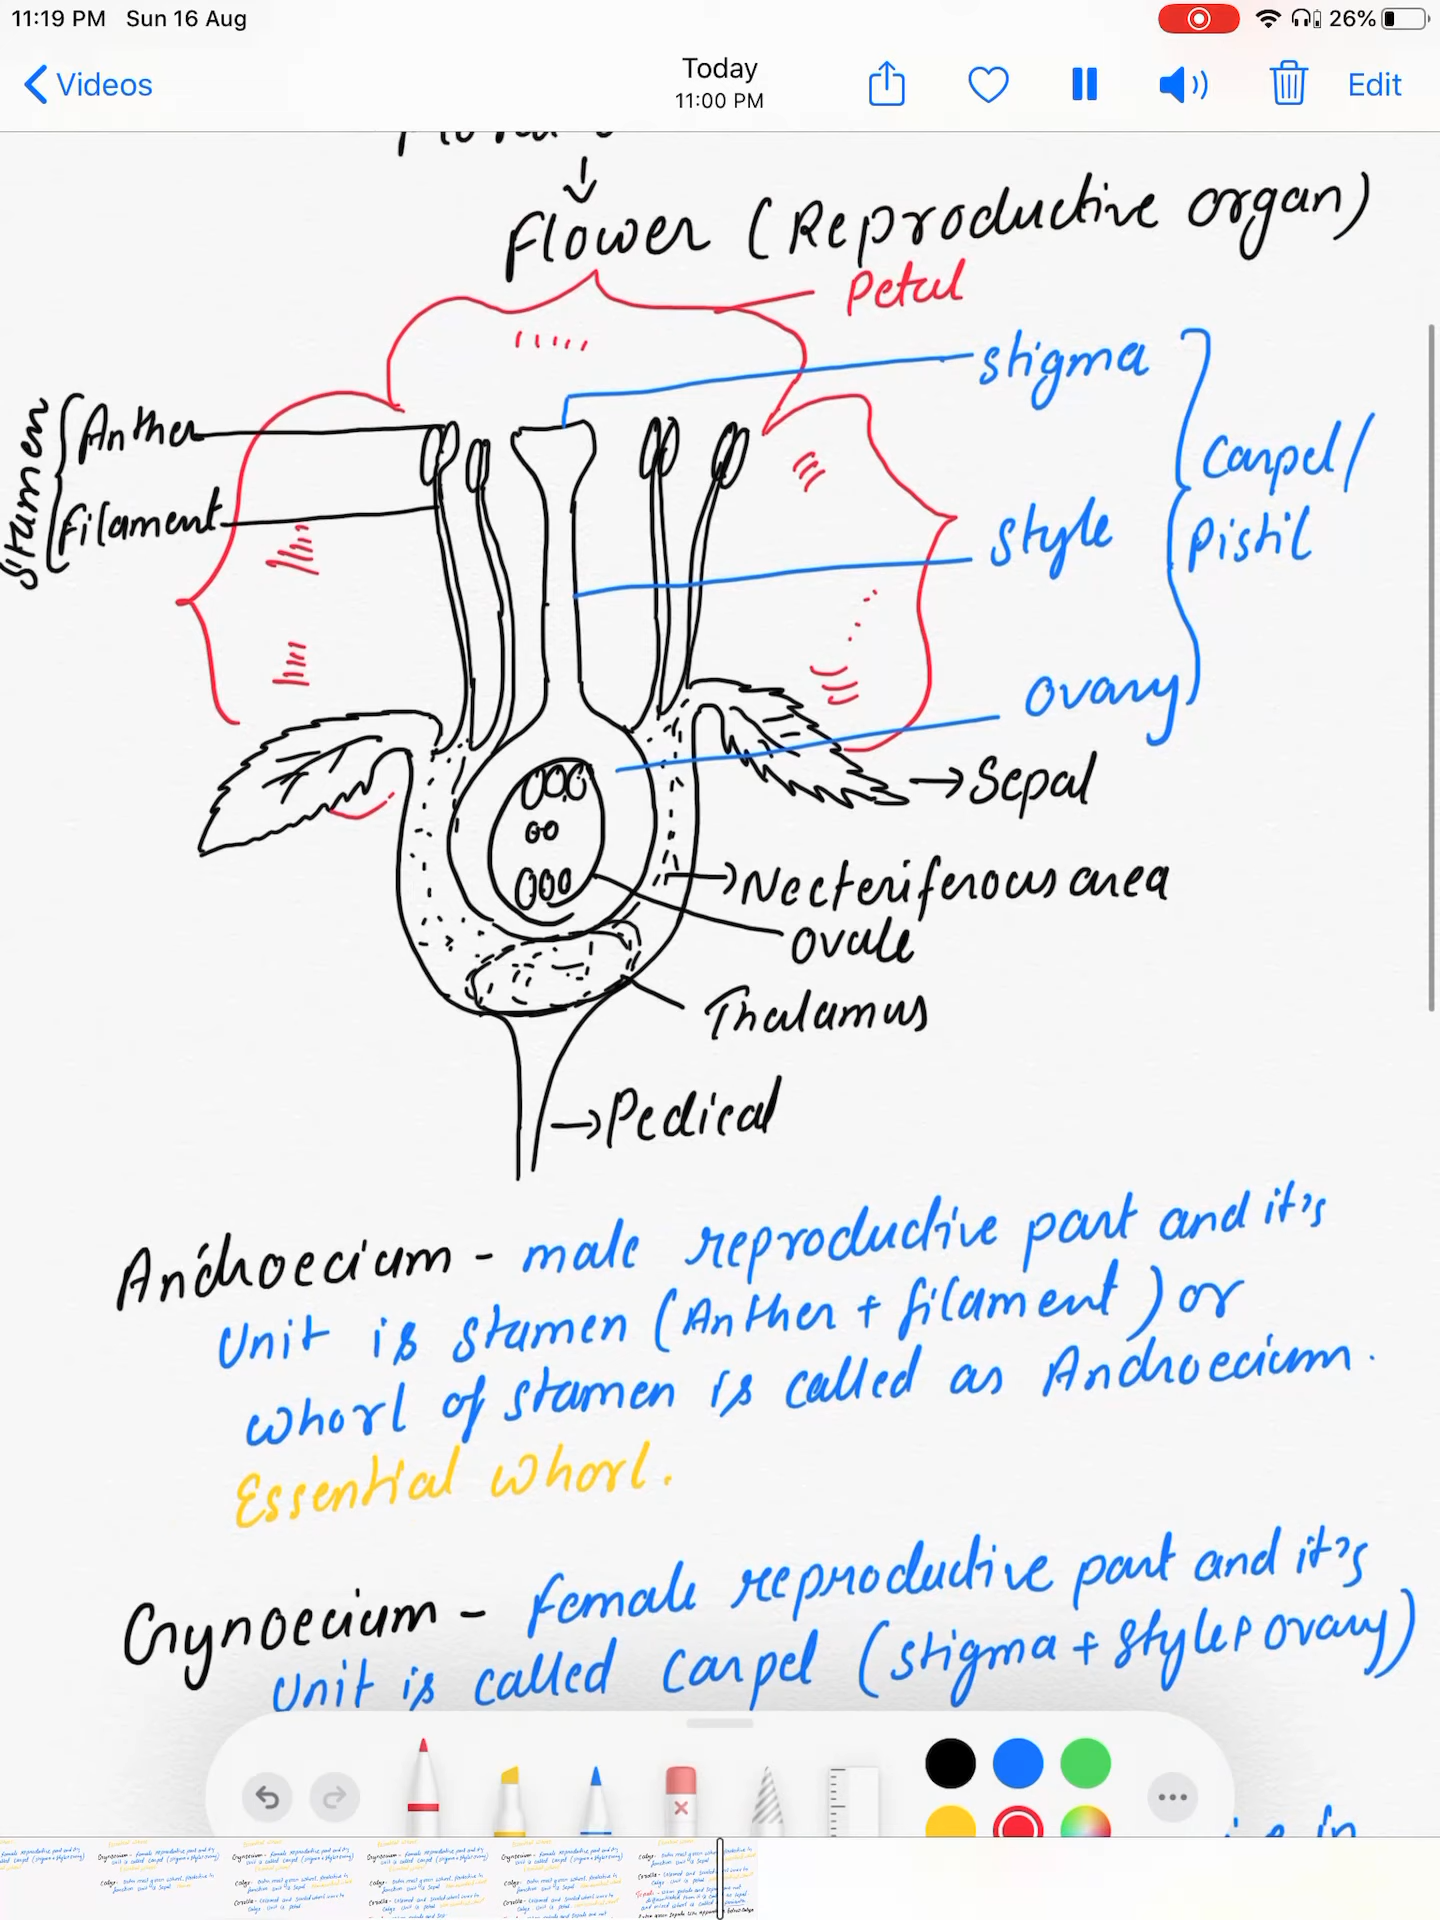 11:19 PM Sun 16 Aug
26%
Videos
Today
11:00 PM
Edit
Flower (Reproductive organ)
Petal
stigma
Anther
Stamen
Carpel/
Pistil
filament
style
ovary
Sepal
Necteriferous area
ovule
Thalamus
Pedical
Androecium - male reproductive part and it's
Unit is stamen (Anther + filament) or
whorl of stamen is called as Androecium.
Essential whorl.
Gynoecium - female reproductive part and it's
Unit is called Carpel (stigma + style + ovary)